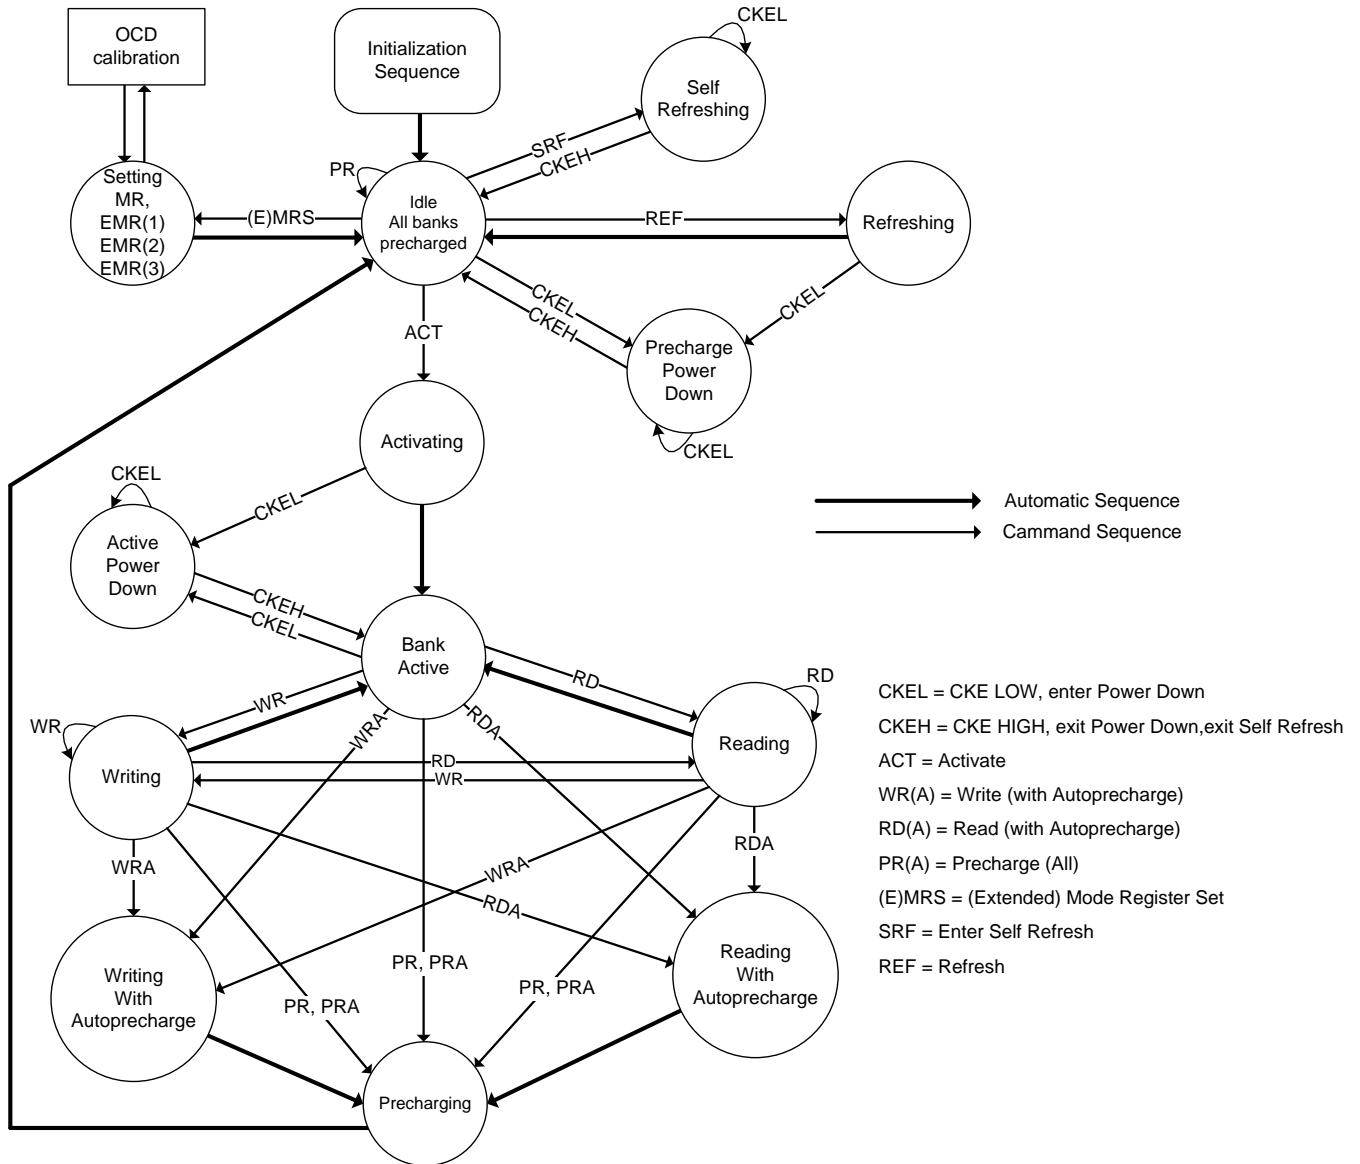 OCD
calibration
Initialization
Sequence
CKEL
Self
Refreshing
SRF
CKEH
PR
Setting
MR,
EMR(1)
EMR(2)
EMR(3)
(E)MRS
Idle
All banks
precharged
REF
Refreshing
CKEL
CKEH
CKEL
ACT
Precharge
Power
Down
CKEL
Activating
CKEL
CKEL
Active
Power
Down
Automatic Sequence
Cammand Sequence
CKEH
CKEL
Bank
Active
RD
RD
WR
WR
WRA
RDA
Writing
RD
WR
Reading
WRA
WRA
RDA
RDA
Writing
With
Autoprecharge
PR, PRA
PR, PRA
PR, PRA
Reading
With
Autoprecharge
Precharging
CKEL = CKE LOW, enter Power Down
CKEH = CKE HIGH, exit Power Down,exit Self Refresh
ACT = Activate
WR(A) = Write (with Autoprecharge)
RD(A) = Read (with Autoprecharge)
PR(A) = Precharge (All)
(E)MRS = (Extended) Mode Register Set
SRF = Enter Self Refresh
REF = Refresh